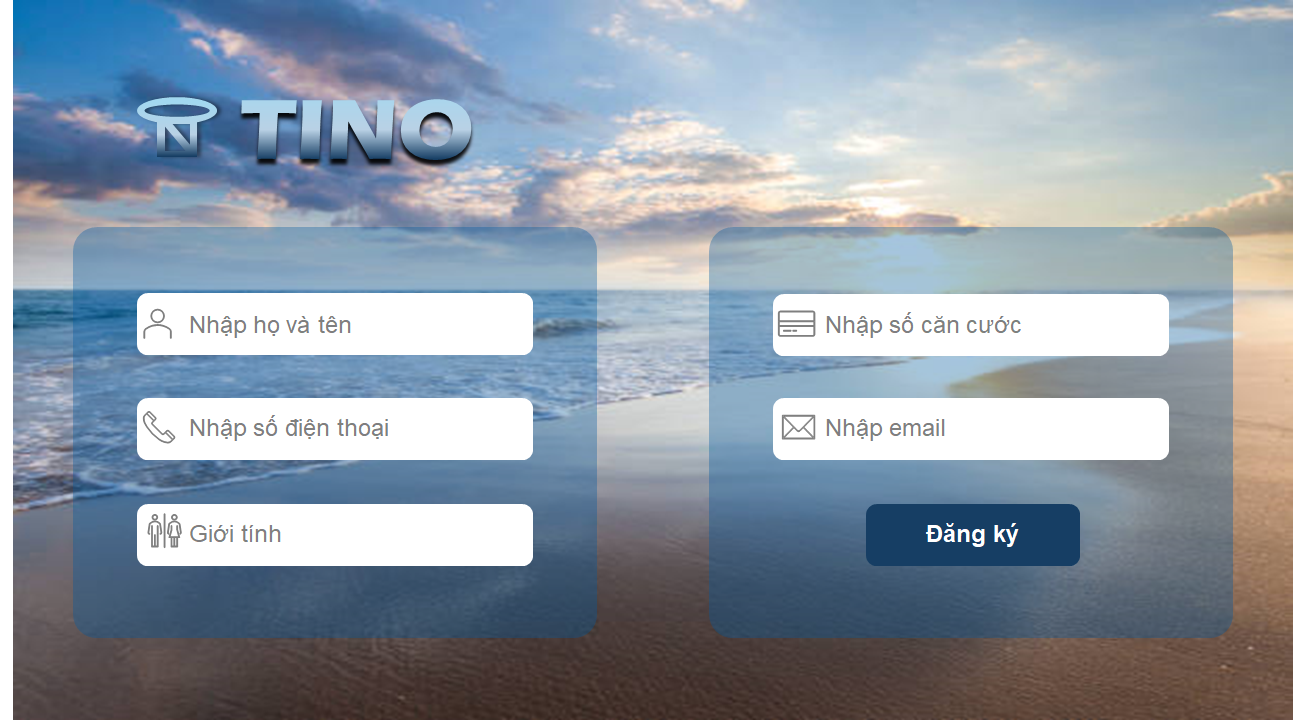 TINO
Nhập họ và tên
Nhập số điện thoại
Giới tính
Nhập số căn cước
Nhập email
Đăng ký